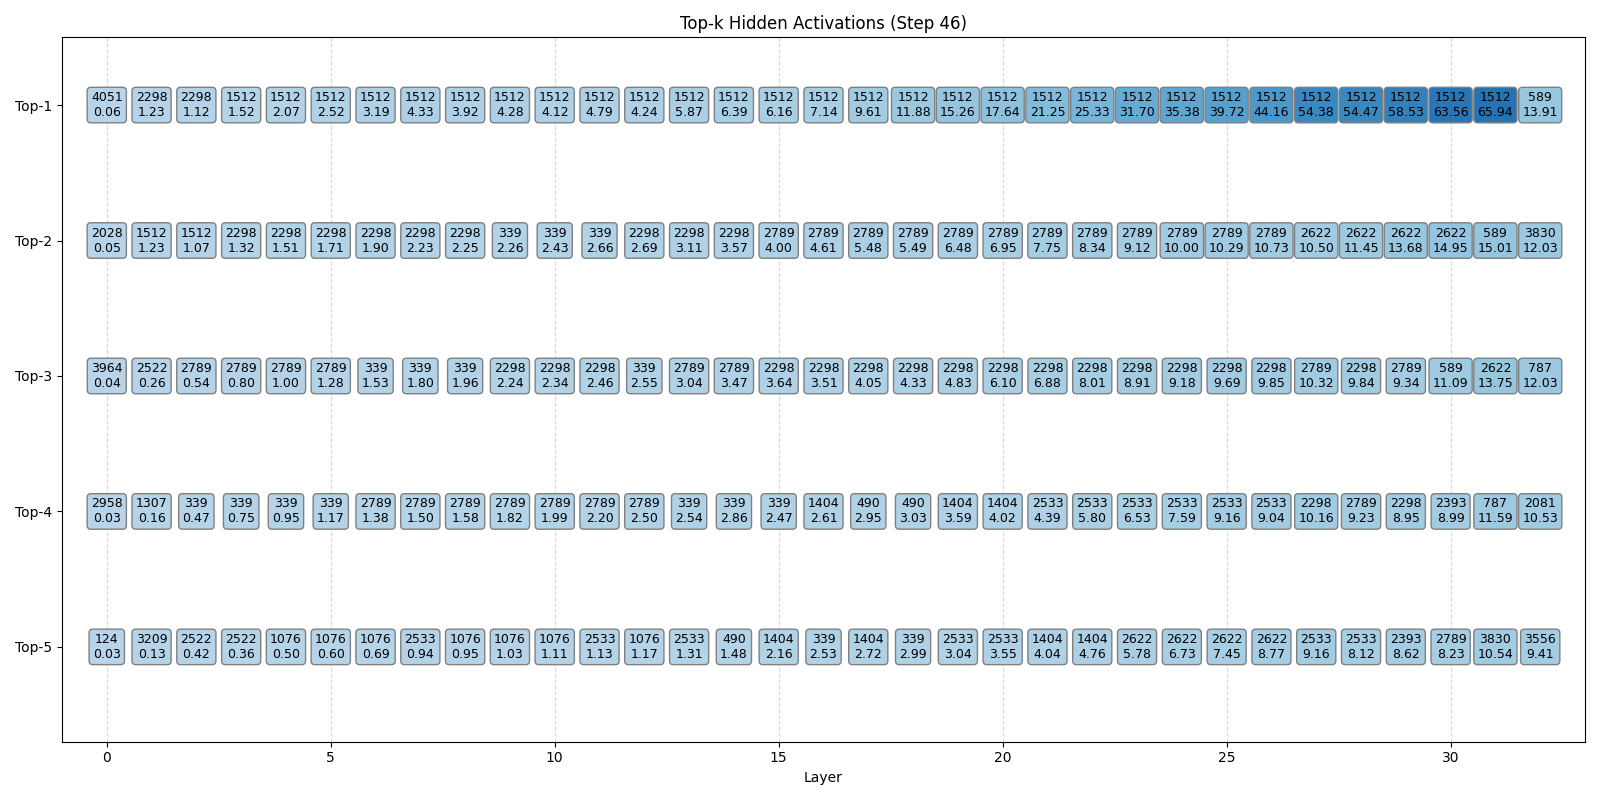 Top-k Hidden Activations (Step 46)
Top-1
4051 2298 2298 1512 1512 1512 1512 1512 1512 1512 1512 1512 1512 1512 1512 1512 1512 1512 1512 1512 1512 1512 1512 1512 1512 1512 1512 1512 1512 1512 1512 1512 589
0.06 1.23 1.12 1.52 2.07 2.52 3.19 4.33 3.92 4.28 4.12 4.79 4.24 5.87 6.39 6.16 7.14 9.61 11.88 15.26 17.64 21.25 25.33 31.70 35.38 39.72 44.16 54.38 54.47 58.53 63.56 65.94 13.91
Top-2
2028 1512 1512 2298 2298 2298 2298 2298 2298 339 339 339 2298 2298 2298 2789 2789 2789 2789 2789 2789 2789 2789 2789 2789 2789 2789 2622 2622 2622 2622 589 3830
0.05 1.23 1.07 1.32 1.51 1.71 1.90 2.23 2.25 2.26 2.43 2.66 2.69 3.11 3.57 4.00 4.61 5.48 5.49 6.48 6.95 7.75 8.34 9.12 10.00 10.29 10.73 10.50 11.45 13.68 14.95 15.01 12.03
Top-3
3964 2522 2789 2789 2789 2789 339 339 339 2298 2298 2298 339 2789 2789 2298 2298 2298 2298 2298 2298 2298 2298 2298 2298 2298 2298 2789 2298 2789 589 2622 787
0.04 0.26 0.54 0.80 1.00 1.28 1.53 1.80 1.96 2.24 2.34 2.46 2.55 3.04 3.47 3.64 3.51 4.05 4.33 4.83 6.10 6.88 8.01 8.91 9.18 9.69 9.85 10.32 9.84 9.34 11.09 13.75 12.03
Top-4
2958 1307 339 339 339 339 2789 2789 2789 2789 2789 2789 2789 339 339 339 1404 490 490 1404 1404 2533 2533 2533 2533 2533 2533 2298 2789 2298 2393 787 2081
0.03 0.16 0.47 0.75 0.95 1.17 1.38 1.50 1.58 1.82 1.99 2.20 2.50 2.54 2.86 2.47 2.61 2.95 3.03 3.59 4.02 4.39 5.80 6.53 7.59 9.16 9.04 10.16 9.23 8.95 8.99 11.59 10.53
Top-5
124 3209 2522 2522 1076 1076 1076 2533 1076 1076 1076 2533 1076 2533 490 1404 339 1404 339 2533 2533 1404 1404 2622 2622 2622 2622 2533 2533 2393 2789 3830 3556
0.03 0.13 0.42 0.36 0.50 0.60 0.69 0.94 0.95 1.03 1.11 1.13 1.17 1.31 1.48 2.16 2.53 2.72 2.99 3.04 3.55 4.04 4.76 5.78 6.73 7.45 8.77 9.16 8.12 8.62 8.23 10.54 9.41
0 5 10 15 20 25 30
Layer